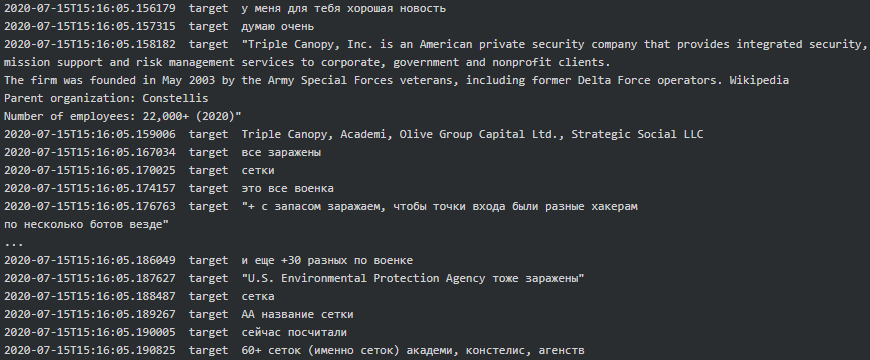 2020-07-15T15:16:05.156179 target у меня для тебя хорошая новость
2020-07-15T15:16:05.157315 target думаю очень
2020-07-15T15:16:05.158182 target "Triple Canopy, Inc. is an American private security company that provides integrated security,
mission support and risk management services to corporate, government and nonprofit clients.
The firm was founded in May 2003 by the Army Special Forces veterans, including former Delta Force operators. Wikipedia
Parent organization: Constellis
Number of employees: 22,000+ (2020)"
2020-07-15T15:16:05.159006 target Triple Canopy, Academi, Olive Group Capital Ltd., Strategic Social LLC
2020-07-15T15:16:05.167034 target все заражены
2020-07-15T15:16:05.170025 target сетки
2020-07-15T15:16:05.174157 target это все военка
2020-07-15T15:16:05.176763 target "+ с запасом заражаем, чтобы точки входа были разные хакерам
по несколько ботов везде"
...
2020-07-15T15:16:05.186049 target и еще +30 разных по военке
2020-07-15T15:16:05.187627 target "U.S. Environmental Protection Agency тоже заражены"
2020-07-15T15:16:05.188487 target сетка
2020-07-15T15:16:05.189267 target АА название сетки
2020-07-15T15:16:05.190005 target сейчас посчитали
2020-07-15T15:16:05.190825 target 60+ сеток (именно сеток) академи, констелис, агенств